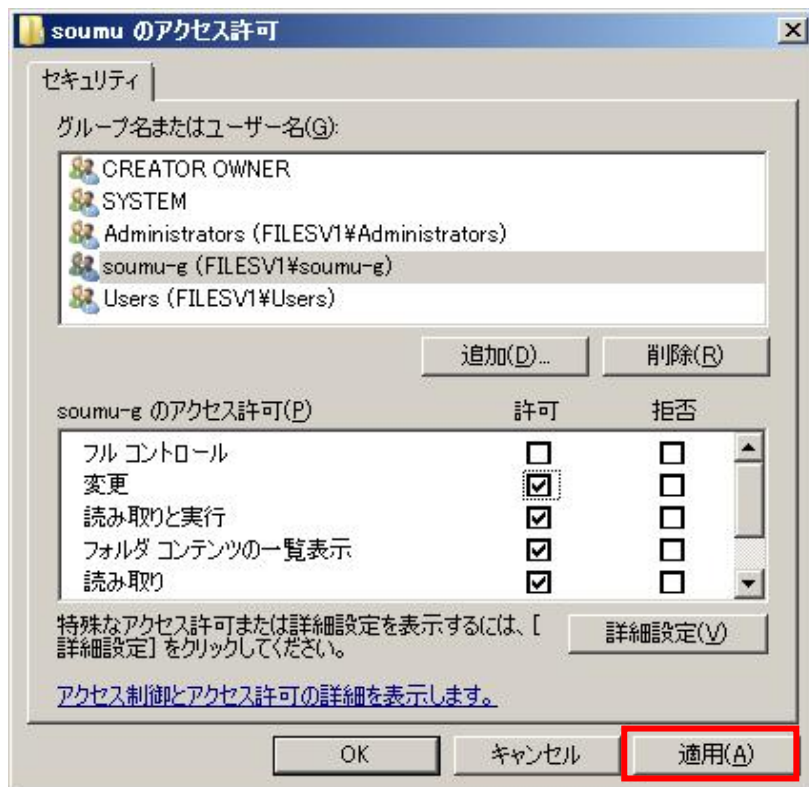 soumu のアクセス許可
セキュリティ
グループ名またはユーザー名(G):
CREATOR OWNER
SYSTEM
Administrators (FILESV1¥Administrators)
soumu-g (FILESV1¥soumu-g)
Users (FILESV1¥Users)
追加(D)... 削除(R)
soumu-g のアクセス許可(P) 許可 拒否
フル コントロール
変更
読み取りと実行
フォルダ コンテンツの一覧表示
読み取り
特殊なアクセス許可または詳細設定を表示するには、[
詳細設定] をクリックしてください。
詳細設定(V)
アクセス制御とアクセス許可の詳細を表示します。
OK キャンセル 適用(A)